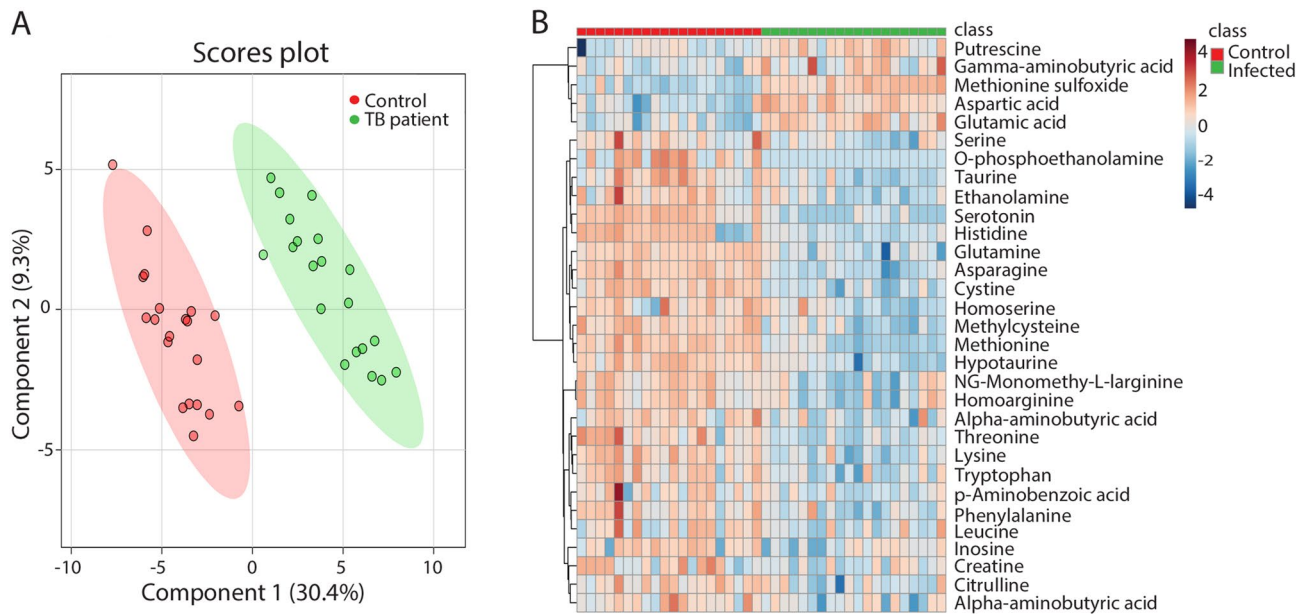 A
Scores plot
Control
TB patient
Component 2 (9.3%)
5
0
-5
-10
-5
0
5
10
Component 1 (30.4%)
B
class
Putrescine
Gamma-aminobutyric acid
Methionine sulfoxide
Aspartic acid
Glutamic acid
Serine
O-phosphoethanolamine
Taurine
Ethanolamine
Serotonin
Histidine
Glutamine
Asparagine
Cystine
Homoserine
Methylcysteine
Methionine
Hypotaurine
NG-Monomethy-L-larginine
Homoarginine
Alpha-aminobutyric acid
Threonine
Lysine
Tryptophan
p-Aminobenzoic acid
Phenylalanine
Leucine
Inosine
Creatine
Citrulline
Alpha-aminobutyric acid
4
2
0
-2
-4
class
Control
Infected